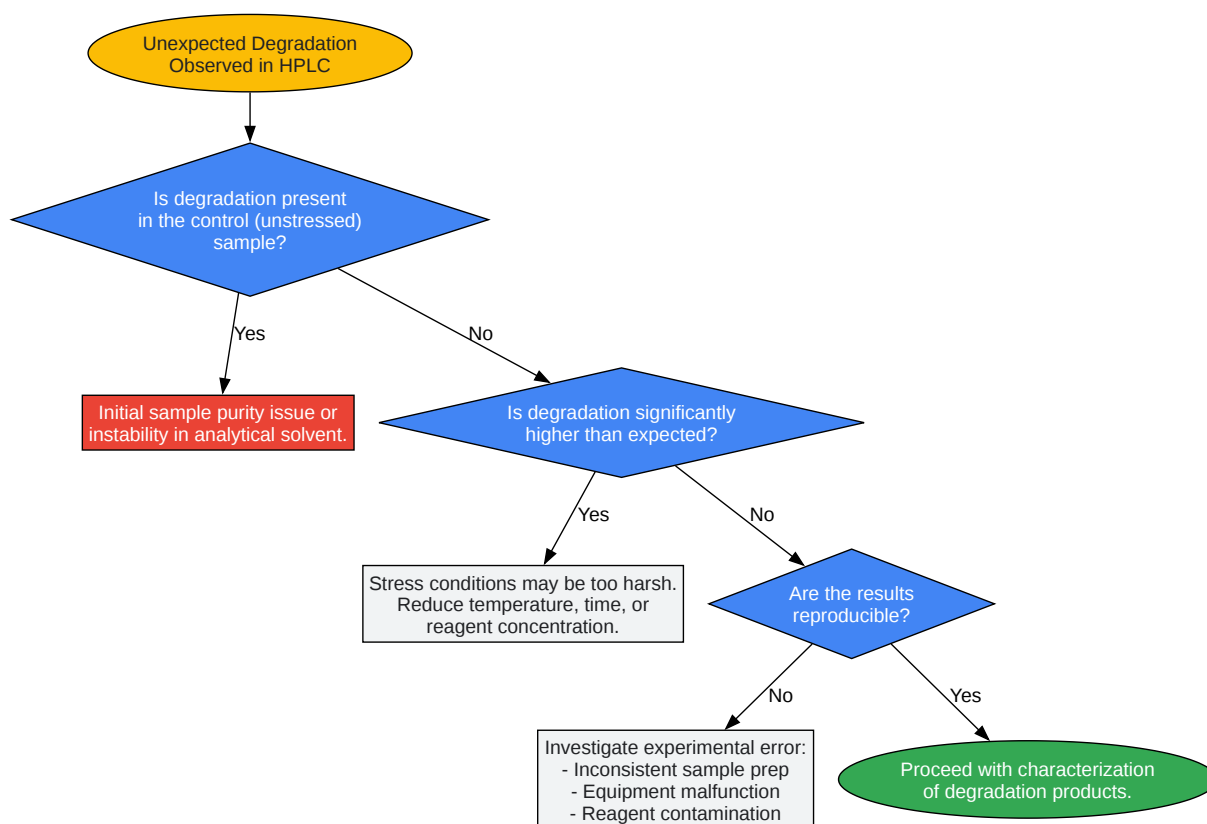 Unexpected Degradation
Observed in HPLC
Is degradation present
in the control (unstressed)
sample?
Yes
No
Initial sample purity issue or
instability in analytical solvent.
Is degradation significantly
higher than expected?
Yes
No
Stress conditions may be too harsh.
Reduce temperature, time, or
reagent concentration.
Are the results
reproducible?
No
Yes
Investigate experimental error:
- Inconsistent sample prep
- Equipment malfunction
- Reagent contamination
Proceed with characterization
of degradation products.